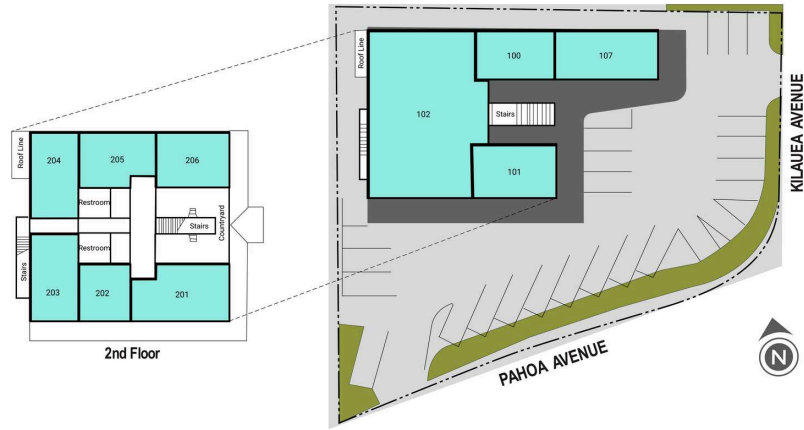 Roof Line
204
205
206
Restroom
Restroom
Stairs
Stairs
Countryard
203
202
201
2nd Floor
Roof Line
100
107
102
Stairs
101
KILAUEA AVENUE
PAHOA AVENUE
N